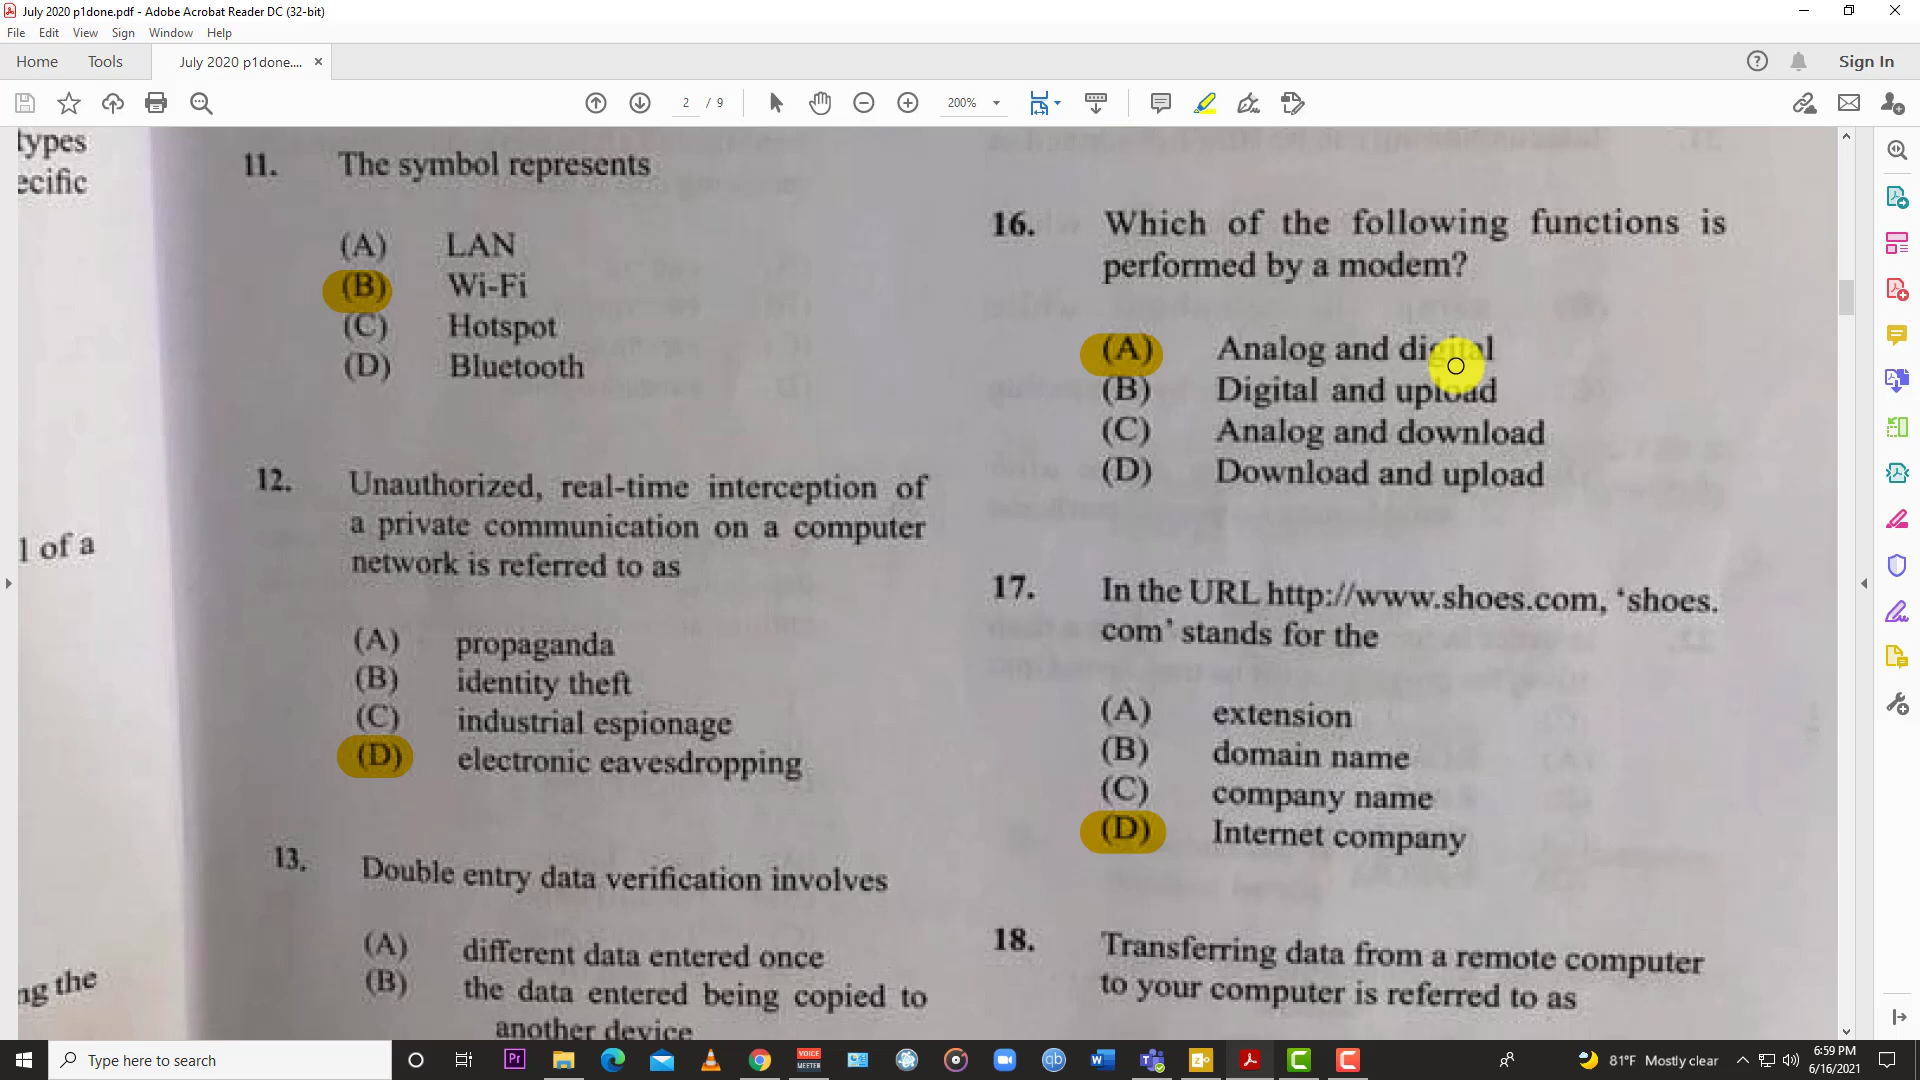 July 2020 p1done.pdf - Adobe Acrobat Reader DC (32-bit)
File Edit View Sign Window Help
Home Tools July 2020 p1done.... × Sign In
2 / 9 200%
types
ecific
l of a
ng the
11. The symbol represents
(A) LAN
(B) Wi-Fi
(C) Hotspot
(D) Bluetooth
12. Unauthorized, real-time interception of
a private communication on a computer
network is referred to as
(A) propaganda
(B) identity theft
(C) industrial espionage
(D) electronic eavesdropping
13. Double entry data verification involves
(A) different data entered once
(B) the data entered being copied to
another device
16. Which of the following functions is
performed by a modem?
(A) Analog and digital
(B) Digital and upload
(C) Analog and download
(D) Download and upload
17. In the URL http://www.shoes.com, ‘shoes.
com’ stands for the
(A) extension
(B) domain name
(C) company name
(D) Internet company
18. Transferring data from a remote computer
to your computer is referred to as
Type here to search
Pr
VOICE
MEETER
qb
81°F Mostly clear
6:59 PM
6/16/2021